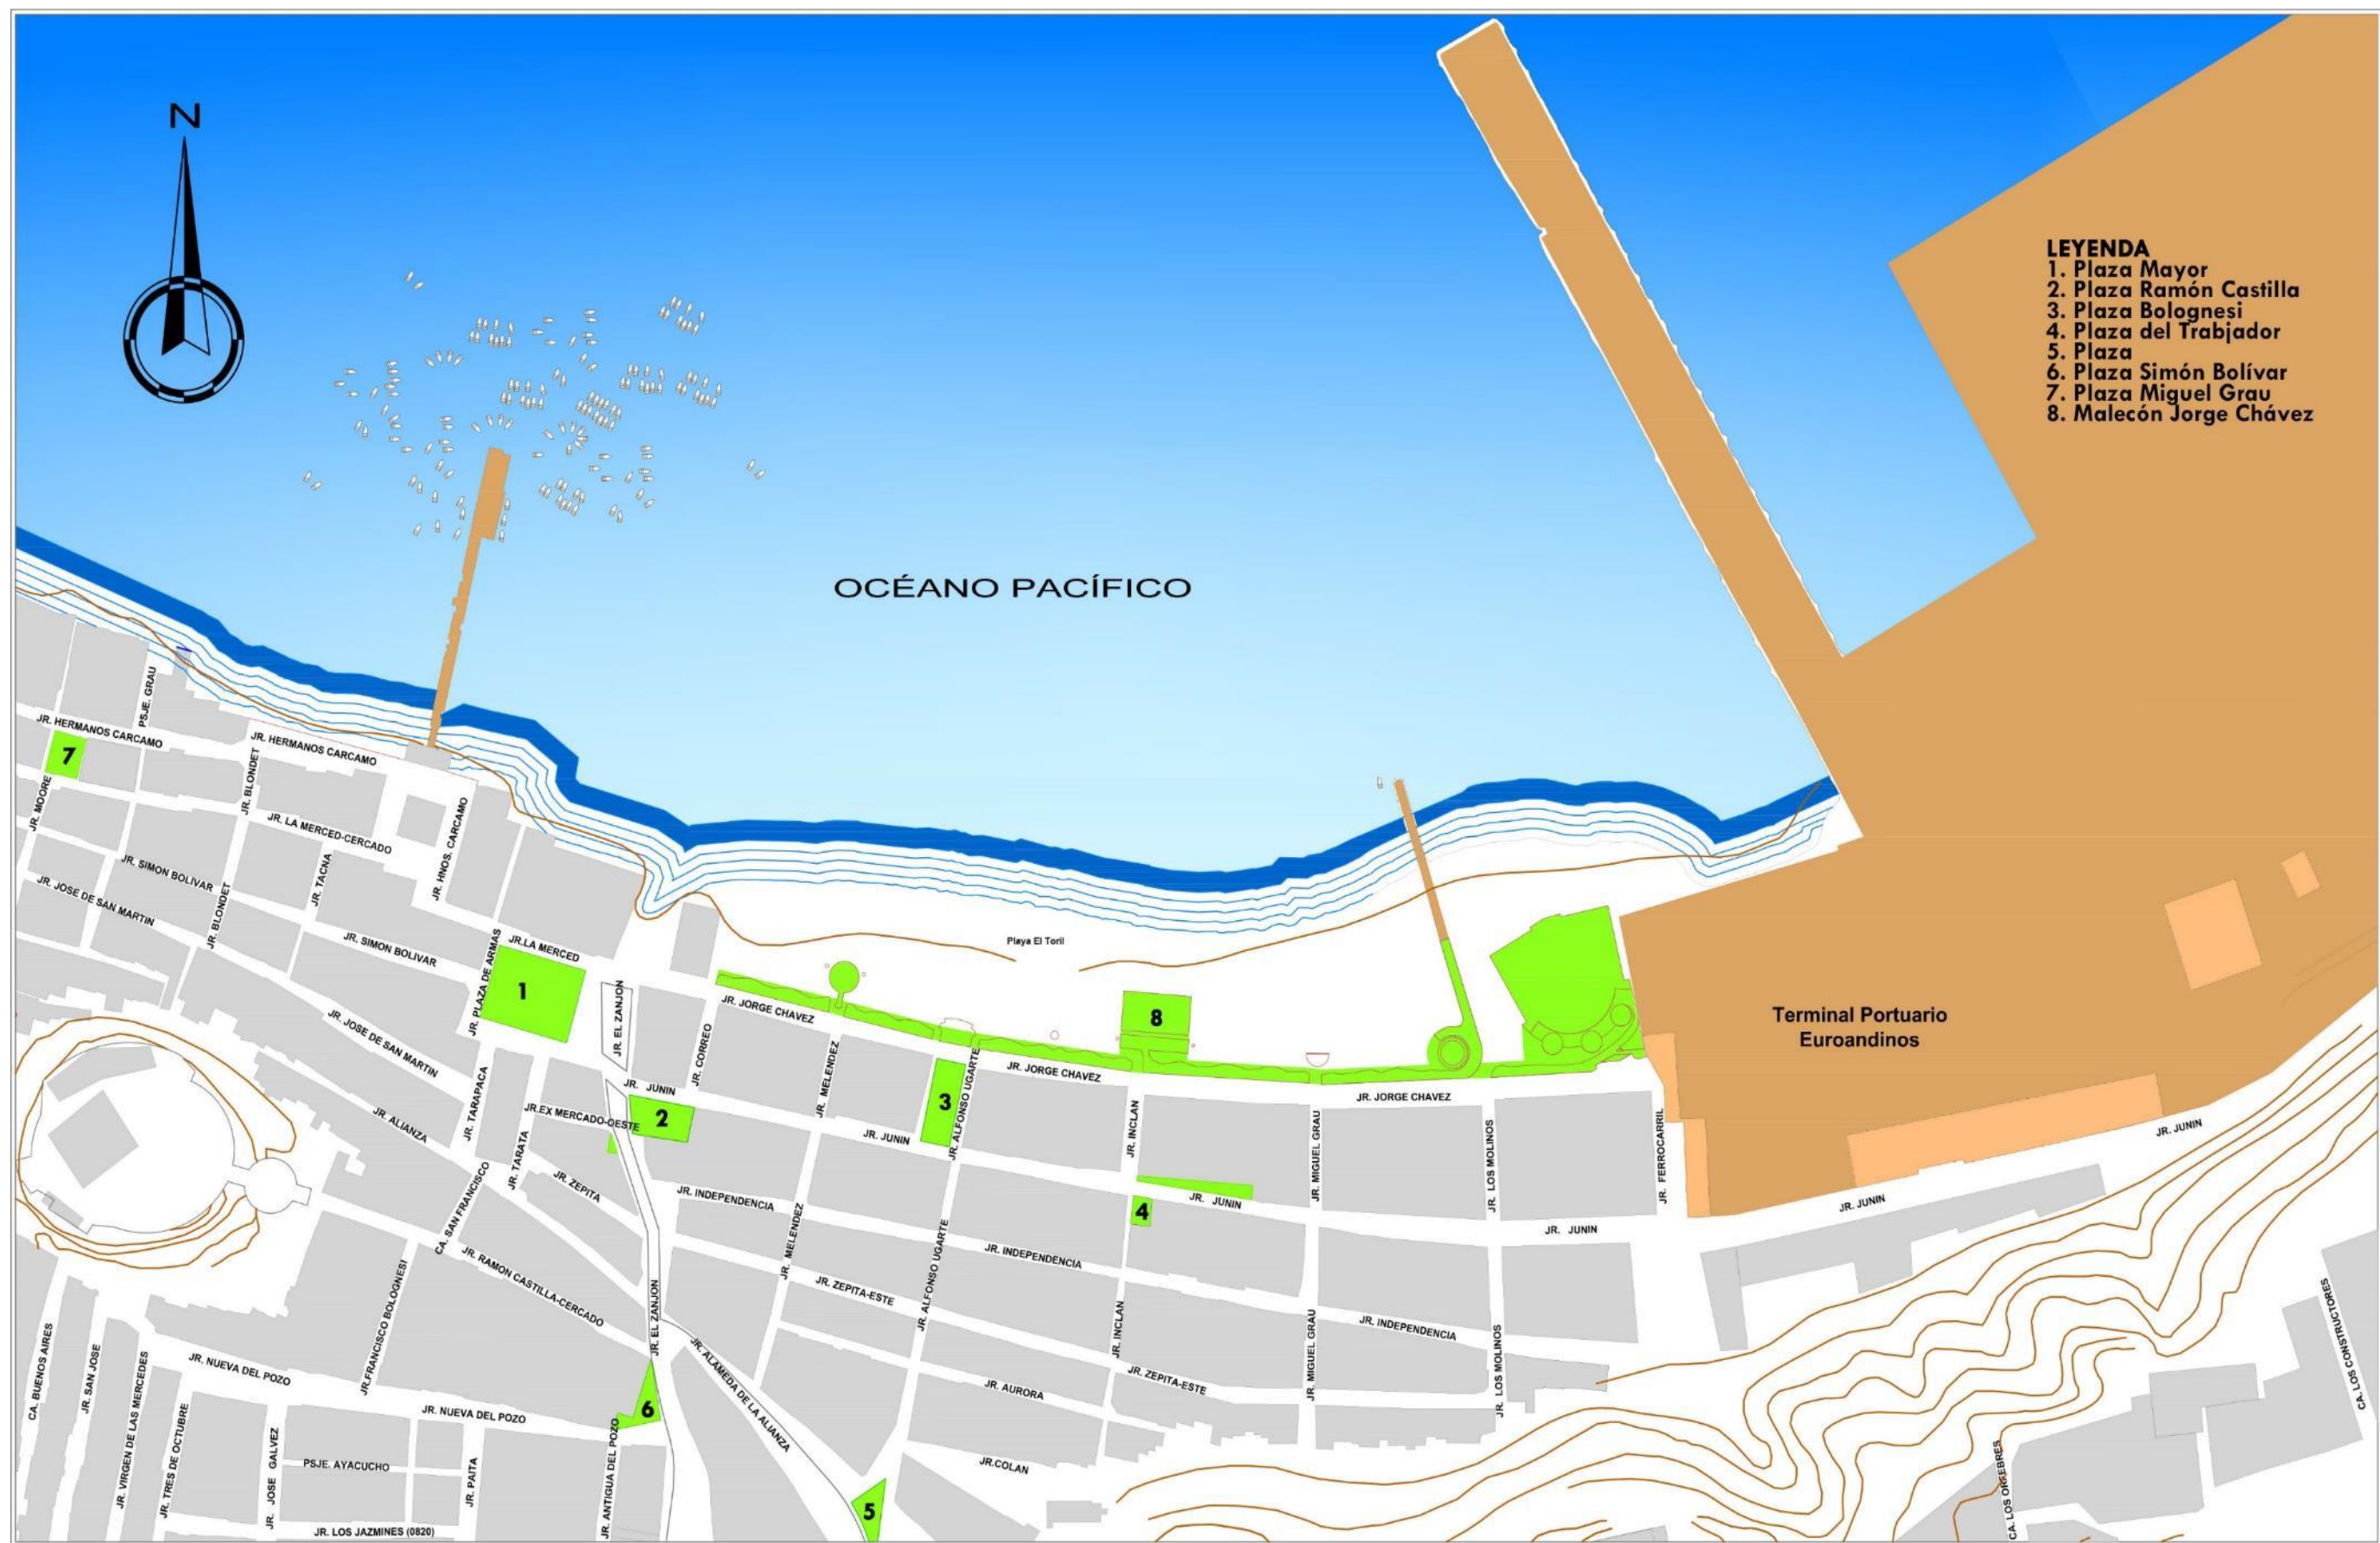 N
LEYENDA
1. Plaza Mayor
2. Plaza Ramón Castilla
3. Plaza Bolognesi
4. Plaza del Trabjador
5. Plaza
6. Plaza Simón Bolívar
7. Plaza Miguel Grau
8. Malecón Jorge Chávez
OCÉANO PACÍFICO
PSJE. GRAU
JR. HERMANOS CARCAMO
JR. HERMANOS CARCAMO
7
JR. MOORE
JR. BLONDET
JR. HNOS. CARCAMO
JR. LA MERCED-CERCADO
JR. TACNA
JR. SIMON BOLIVAR
JR. JOSE DE SAN MARTIN
JR. BLONDET
JR. SIMON BOLIVAR
JR. PLAZA DE ARMAS
JR.LA MERCED
Playa El Toril
1
JR. EL ZANJON
JR. JORGE CHAVEZ
8
Terminal Portuario
Euroandinos
JR. JOSE DE SAN MARTIN
JR. CORREO
JR. MELENDEZ
JR. ALFONSO UGARTE
JR. JORGE CHAVEZ
JR. JORGE CHAVEZ
JR. TARAPACA
JR. JUNIN
JR. ALIANZA
JR.EX MERCADO-OESTE
2
3
JR. JUNIN
JR. INCLAN
JR. MIGUEL GRAU
JR. LOS MOLINOS
JR. FERROCARRIL
JR. JUNIN
JR. TARATA
JR. ZEPITA
CA. SAN FRANCISCO
JR. INDEPENDENCIA
4
JR. JUNIN
JR. JUNIN
JR. JUNIN
JR. MELENDEZ
JR. ALFONSO UGARTE
JR. INDEPENDENCIA
JR. RAMON CASTILLA-CERCADO
JR. FRANCISCO BOLOGNESI
JR. EL ZANJON
JR. ZEPITA-ESTE
JR. INCLAN
JR. MIGUEL GRAU
JR. INDEPENDENCIA
JR. LOS MOLINOS
CA. LOS CONSTRUCTORES
CA. BUENOS AIRES
JR. SAN JOSE
JR. VIRGEN DE LAS MERCEDES
JR. TRES DE OCTUBRE
JR. NUEVA DEL POZO
JR. ALAMEDA DE LA ALIANZA
JR. ZEPITA-ESTE
JR. AURORA
JR. NUEVA DEL POZO
6
JR. JOSE GALVEZ
PSJE. AYACUCHO
JR. PAITA
JR. ANTIGUA DEL POZO
JR.COLAN
5
CA. LOS ORFEBRES
JR. LOS JAZMINES (0820)